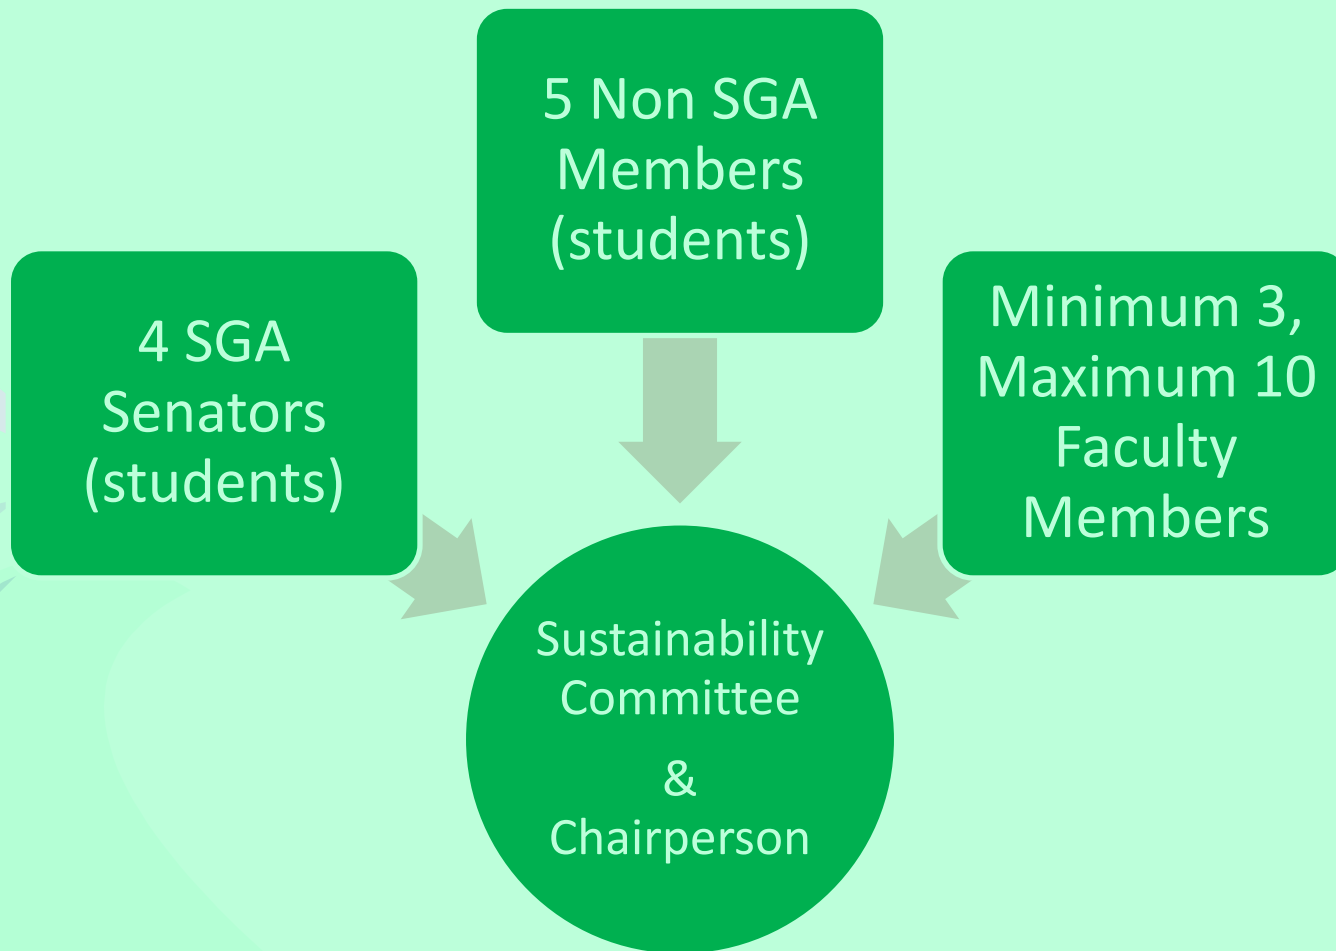 5 Non SGA
Members
(students)
4 SGA
Senators
(students)
Minimum 3,
Maximum 10
Faculty
Members
Sustainability
Committee
&
Chairperson